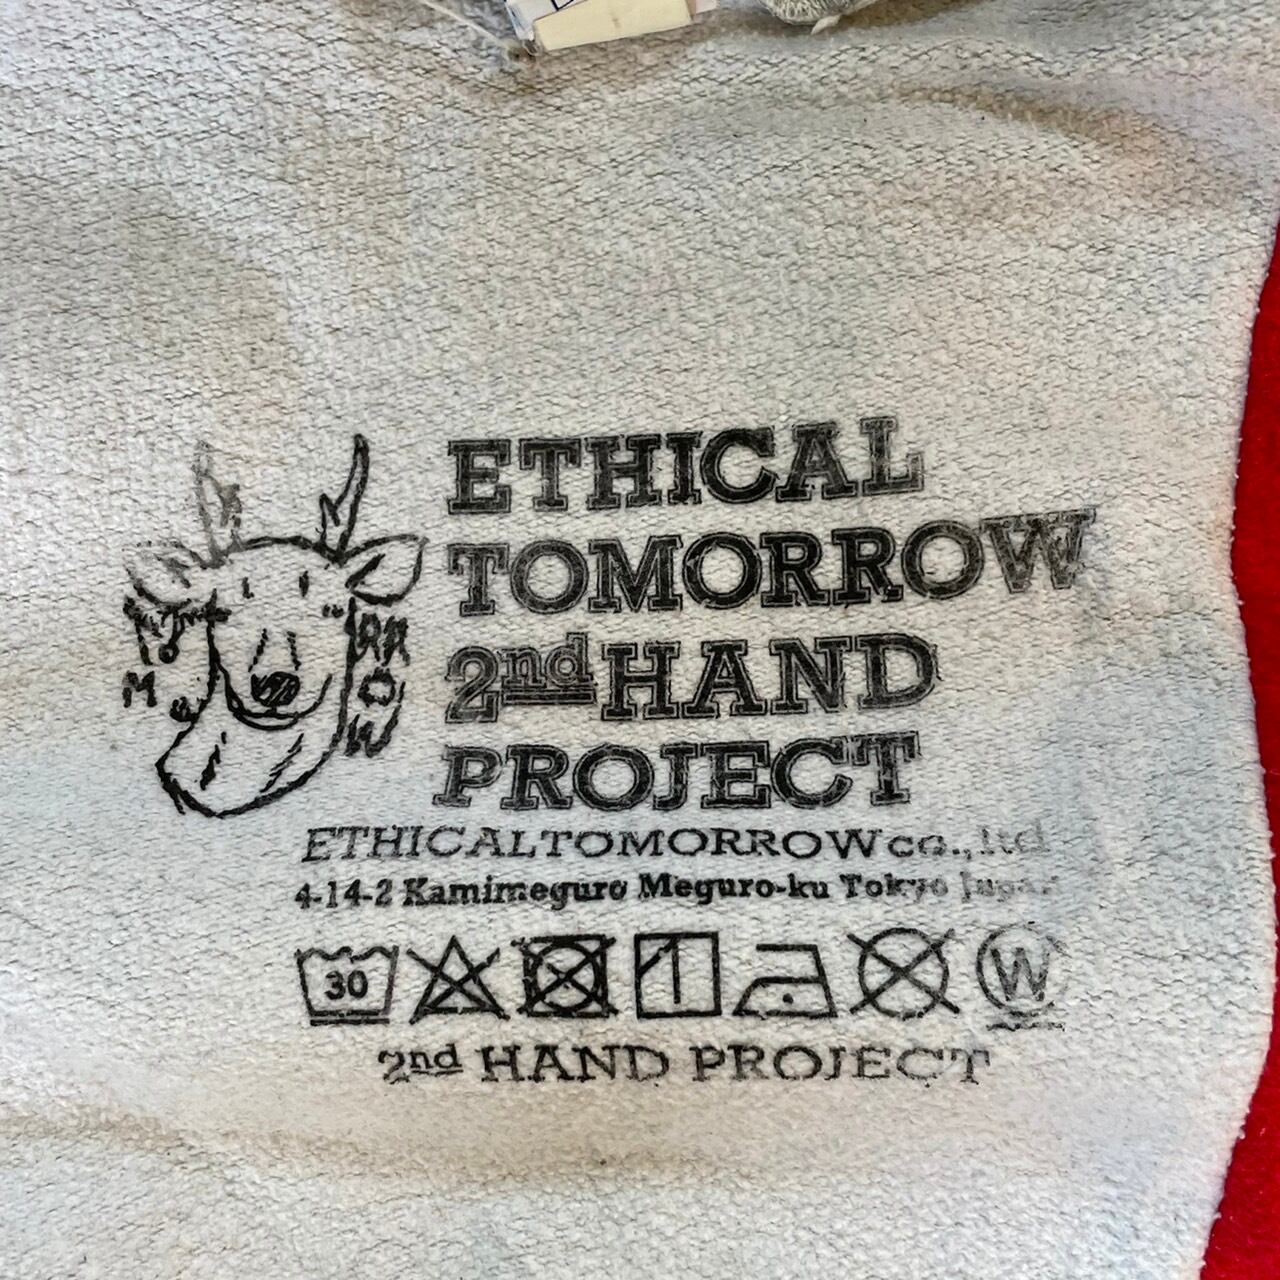 ETHICAL
TOMORROW
2nd HAND
PROJECT
ETHICALTOMORROW co.,ltd
4-14-2 Kamimeguro Meguro-ku Tokyo Japan
30
W
2nd HAND PROJECT